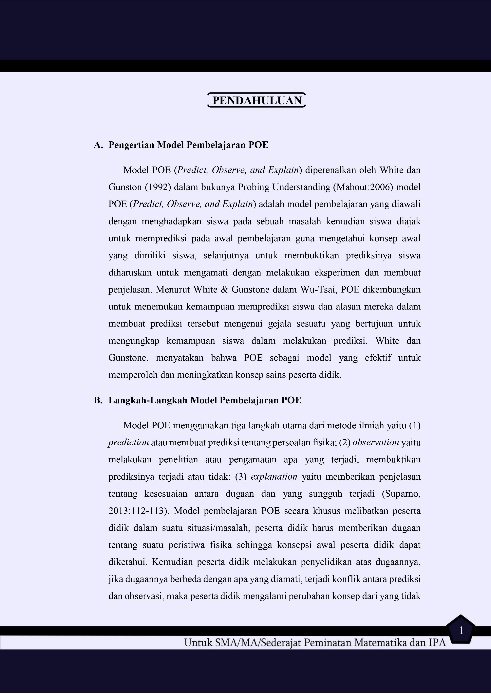 PENDAHULUAN
A. Pengertian Model Pembelajaran POE
Model POE (Predict, Observe, and Explain) diperenalkan oleh White dan
Gunston (1992) dalam bukunya Probing Understanding (Mabout:2006) model
POE (Predict, Observe, and Explain) adalah model pembelajaran yang diawali
dengan menghadapkan siswa pada sebuah masalah kemudian siswa diajak
untuk memprediksi pada awal pembelajaran guna mengetahui konsep awal
yang dimiliki siswa, selanjutnya untuk membuktikan prediksinya siswa
diharuskan untuk mengamati dengan melakukan eksperimen dan membuat
penjelasan. Menurut White & Gunstone dalam Wu-Tsai, POE dikembangkan
untuk menemukan kemampuan memprediksi siswa dan alasan mereka dalam
membuat prediksi tersebut mengenai gejala sesuatu yang bertujuan untuk
mengungkap kemampuan siswa dalam melakukan prediksi. White dan
Gunstone, menyatakan bahwa POE sebagai model yang efektif untuk
memperoleh dan meningkatkan konsep sains peserta didik.
B. Langkah-Langkah Model Pembelajaran POE
Model POE menggunakan tiga langkah utama dari metode ilmiah yaitu (1)
prediction atau membuat prediksi tentang persoalan fisika; (2) observation yaitu
melakukan penelitian atau pengamatan apa yang terjadi, membuktikan
prediksinya terjadi atau tidak; (3) explanation yaitu memberikan penjelasan
tentang kesesuaian antara dugaan dan yang sungguh terjadi (Suparno,
2013:112-113). Model pembelajaran POE secara khusus melibatkan peserta
didik dalam suatu situasi/masalah, peserta didik harus memberikan dugaan
tentang suatu peristiwa fisika sehingga konsepsi awal peserta didik dapat
diketahui. Kemudian peserta didik melakukan penyelidikan atas dugaannya,
jika dugaannya berbeda dengan apa yang diamati, terjadi konflik antara prediksi
dan observasi, maka peserta didik mengalami perubahan konsep dari yang tidak
1
Untuk SMA/MA/Sederajat Peminatan Matematika dan IPA